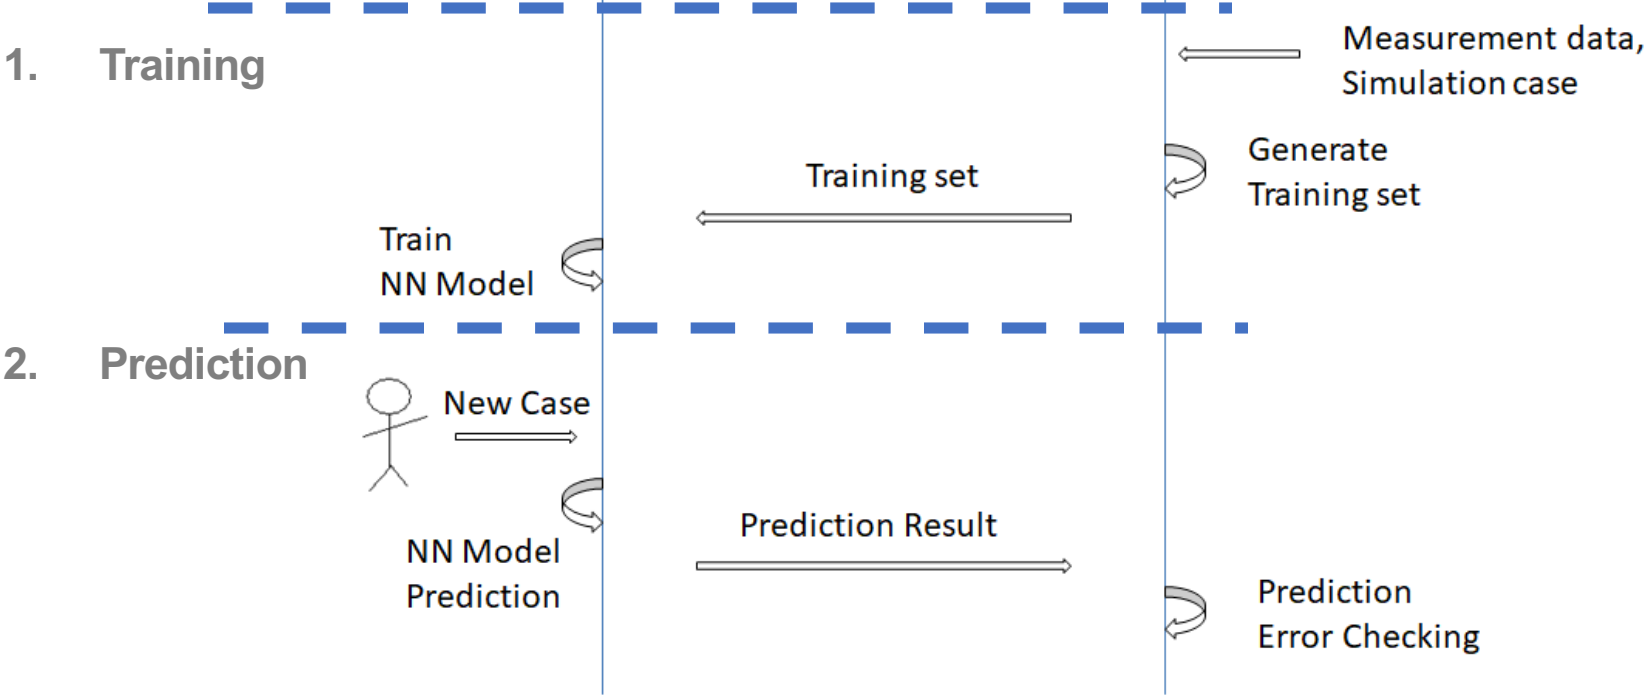 1. Training
Measurement data,
Simulation case
Generate
Training set
Training set
Train
NN Model
2. Prediction
New Case
NN Model
Prediction
Prediction Result
Prediction
Error Checking